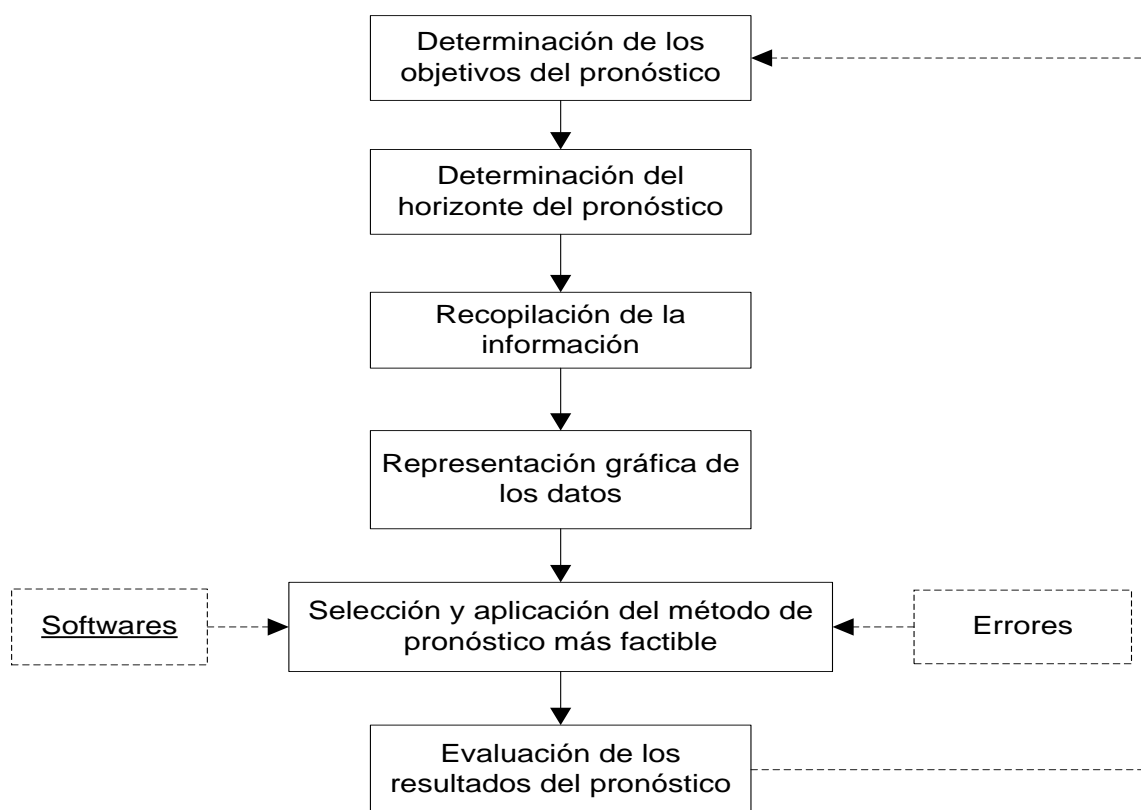 Determinación de los
objetivos del pronóstico
Determinación del
horizonte del pronóstico
Recopilación de la
información
Representación gráfica de
los datos
Softwares
Selección y aplicación del método de
pronóstico más factible
Errores
Evaluación de los
resultados del pronóstico